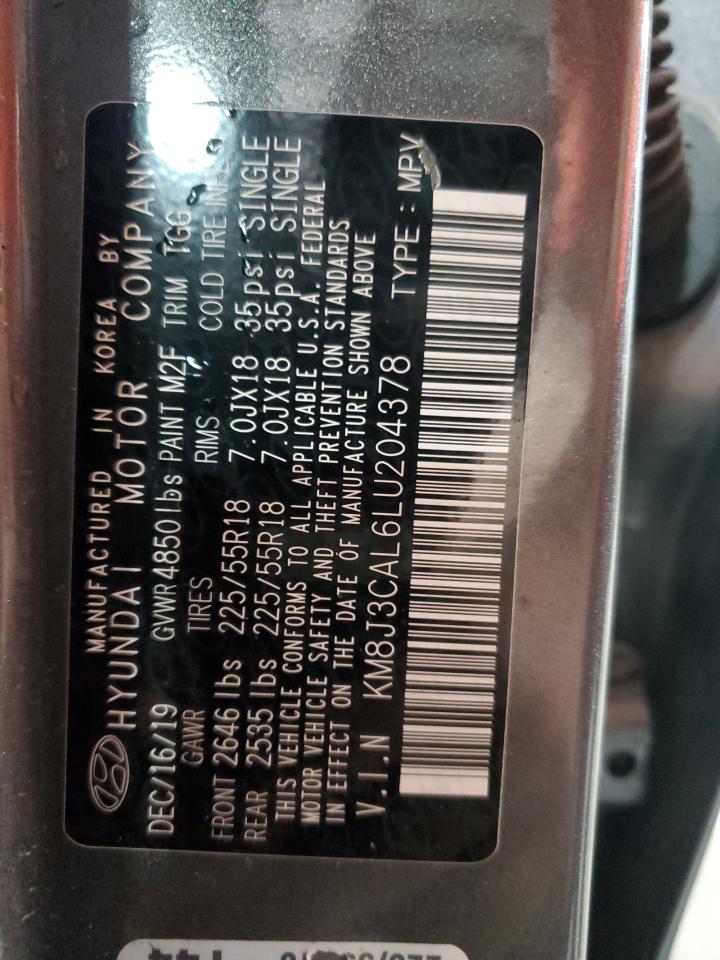 MANUFACTURED IN KOREA BY
HYUNDAI MOTOR COMPANY
DEC/16/19 GVWR 4850 lbs PAINT M2F TRIM TGG
GAWR TIRES RIMS COLD TIRE
FRONT 2646 lbs 225/55R18 7.0JX18 35psi SINGLE
REAR 2535 lbs 225/55R18 7.0JX18 35psi SINGLE
THIS VEHICLE CONFORMS TO ALL APPLICABLE U.S.A. FEDERAL
MOTOR VEHICLE SAFETY AND THEFT PREVENTION STANDARDS
IN EFFECT ON THE DATE OF MANUFACTURE SHOWN ABOVE
V.I.N KM8J3CAL6LU204378 TYPE : MPV